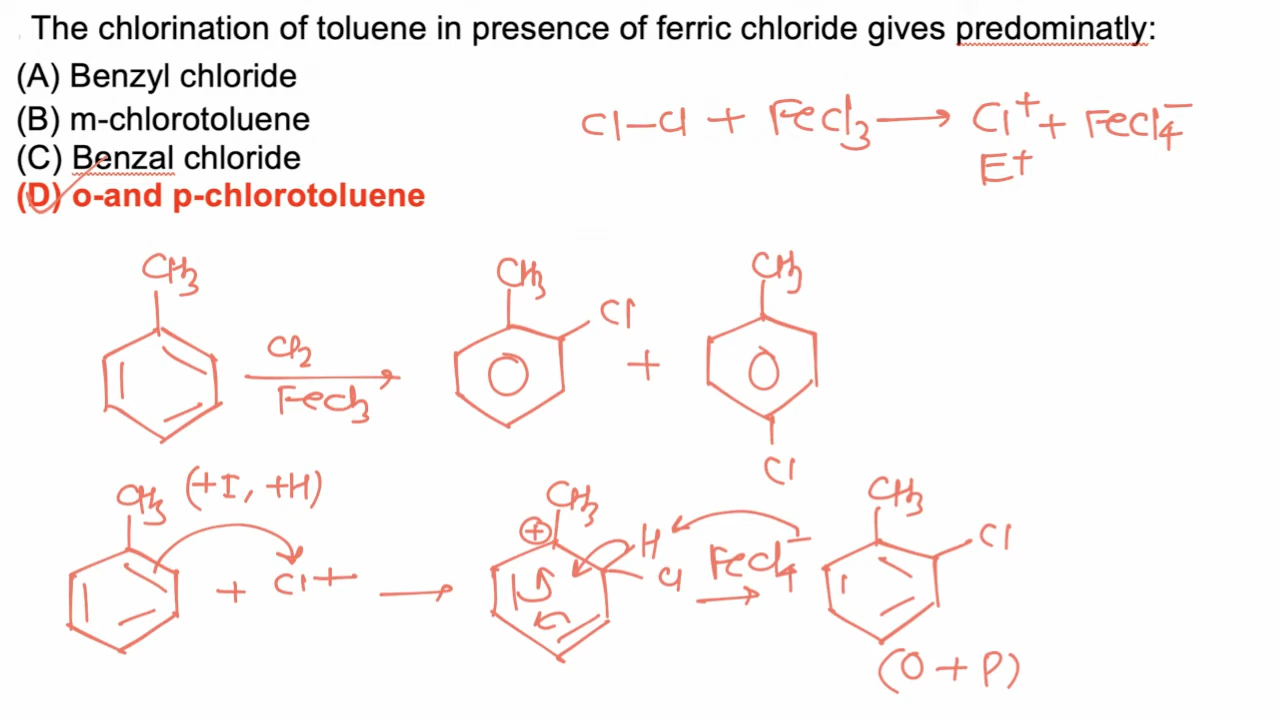 The chlorination of toluene in presence of ferric chloride gives predominatly:
(A) Benzyl chloride
(B) m-chlorotoluene
(C) Benzal chloride
(D) o-and p-chlorotoluene
Cl-Cl + FeCl3 → Cl+ + FeCl4-
E+
CH3
Cl2
FeCl3
CH3
Cl
+
CH3
Cl
CH3 (+I, +H)
+ Cl+
CH3
+
H
Cl
FeCl4-
CH3
Cl
(O + P)